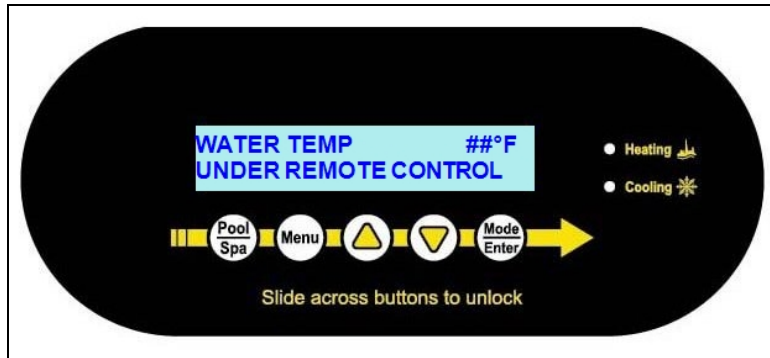 WATER TEMP ##°F
UNDER REMOTE CONTROL
Heating
Cooling
Pool
Spa
Menu
Mode
Enter
Slide across buttons to unlock